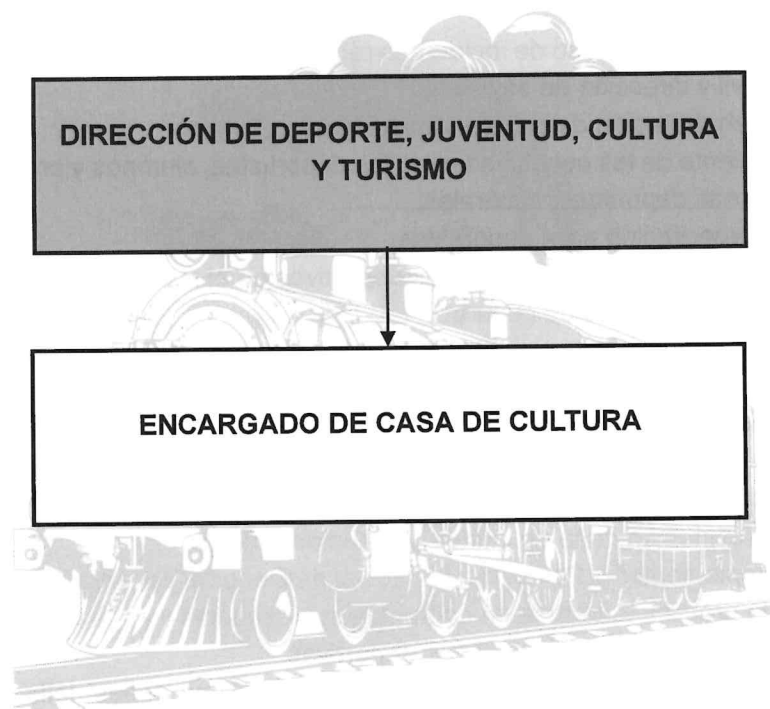 DIRECCIÓN DE DEPORTE, JUVENTUD, CULTURA
Y TURISMO
ENCARGADO DE CASA DE CULTURA